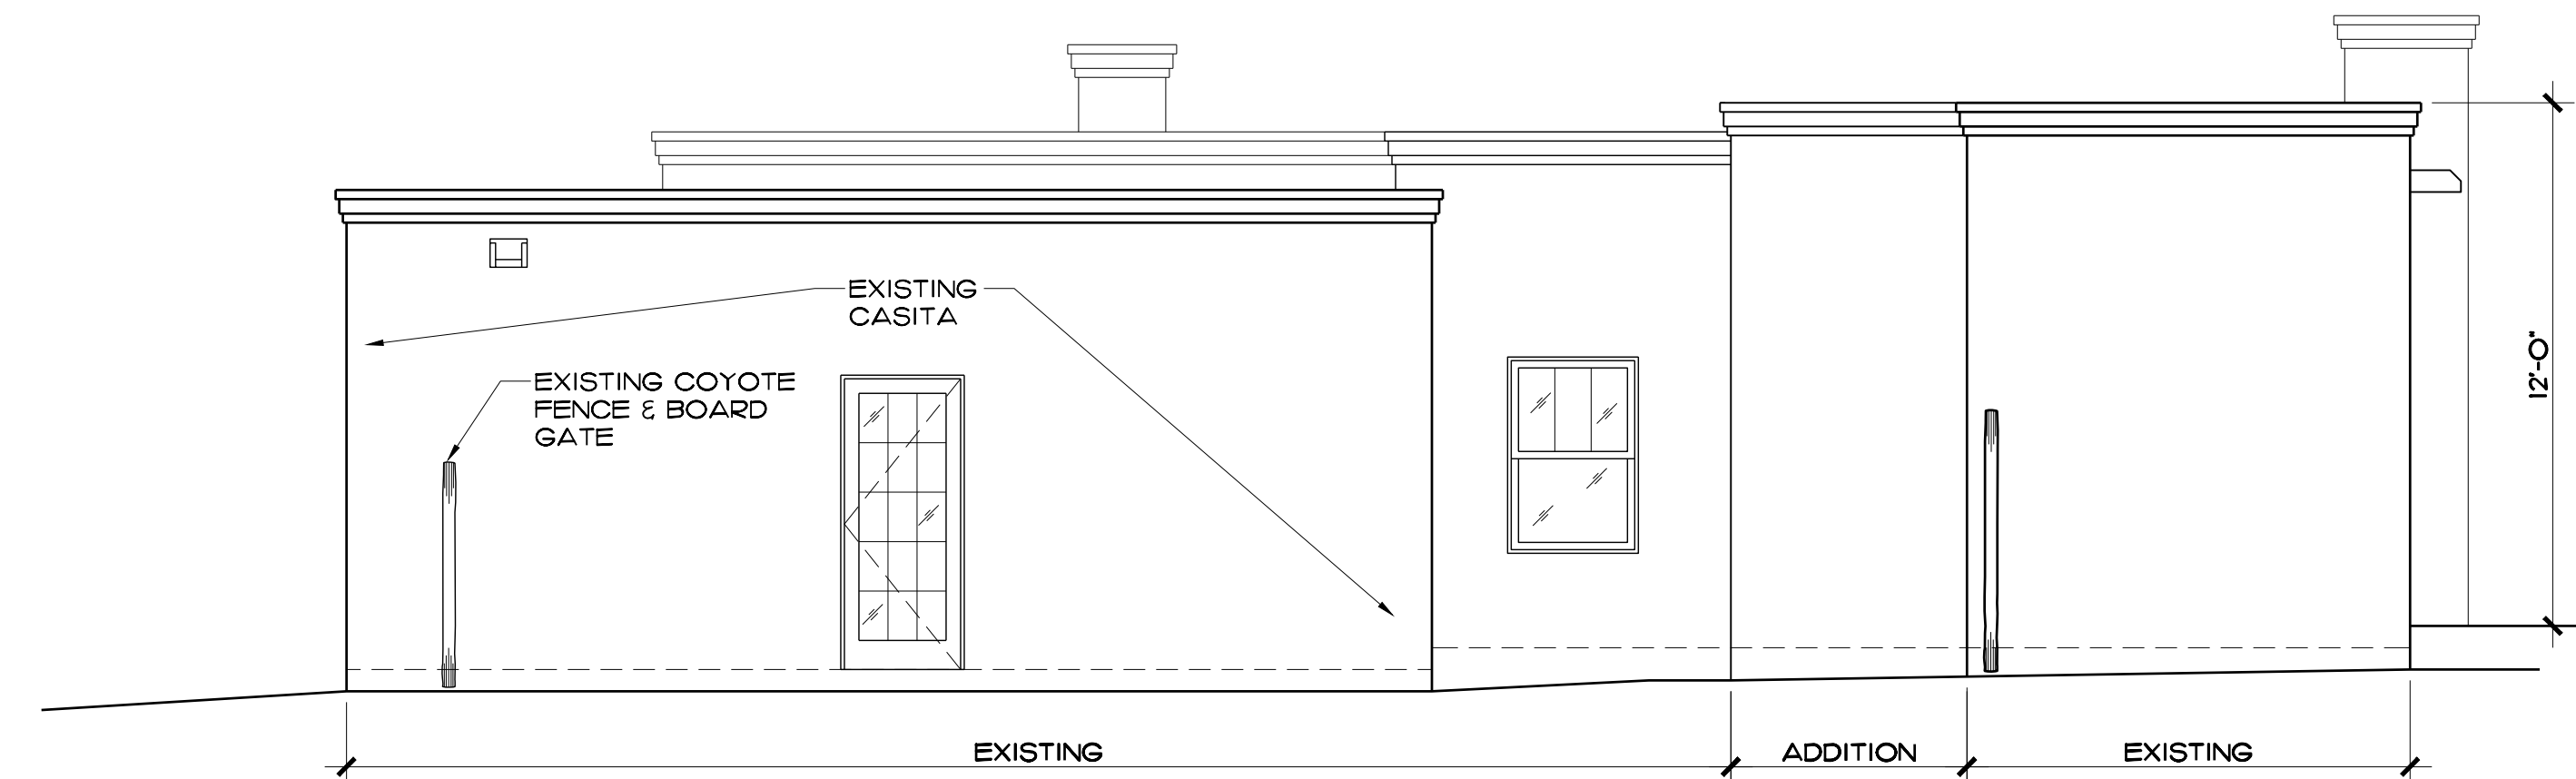 EXISTING
CASITA
EXISTING COYOTE
FENCE & BOARD
GATE
12'-0"
EXISTING
ADDITION
EXISTING